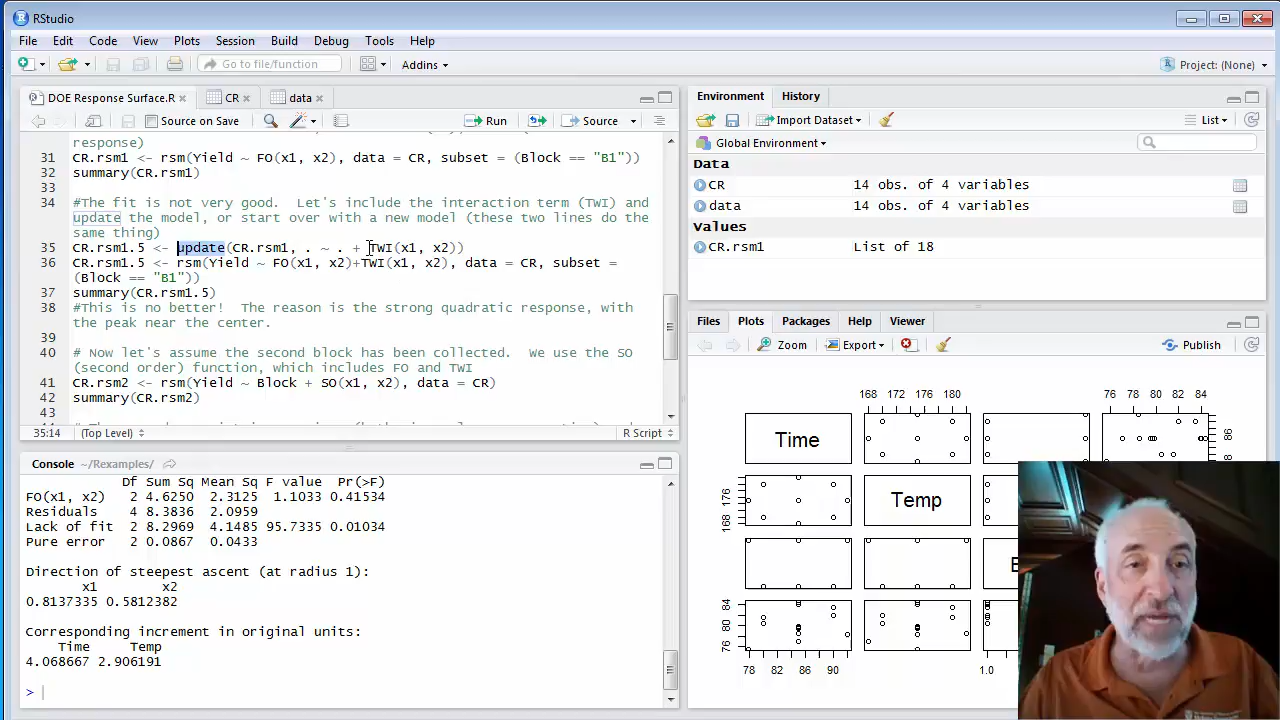 RStudio
File Edit Code View Plots Session Build Debug Tools Help
Go to file/function
Addins
Project: (None)
DOE Response Surface.R
CR
data
Source on Save
Run
Source
response)
31 CR.rsm1 <- rsm(Yield ~ FO(x1, x2), data = CR, subset = (Block == "B1"))
32 summary(CR.rsm1)
33
34 #The fit is not very good.  Let's include the interaction term (TWI) and
update the model, or start over with a new model (these two lines do the
same thing)
35 CR.rsm1.5 <- update(CR.rsm1, . ~ . + TWI(x1, x2))
36 CR.rsm1.5 <- rsm(Yield ~ FO(x1, x2)+TWI(x1, x2), data = CR, subset =
(Block == "B1"))
37 summary(CR.rsm1.5)
38 #This is no better!  The reason is the strong quadratic response, with
the peak near the center.
39
40 # Now let's assume the second block has been collected.  We use the SO
(second order) function, which includes FO and TWI
41 CR.rsm2 <- rsm(Yield ~ Block + SO(x1, x2), data = CR)
42 summary(CR.rsm2)
43
35:14 (Top Level) R Script
Console ~/Rexamples/
Df Sum Sq Mean Sq F value Pr(>F)
FO(x1, x2) 2 4.6250 2.3125 1.1033 0.41534
Residuals 4 8.3836 2.0959
Lack of fit 2 8.2969 4.1485 95.7335 0.01034
Pure error 2 0.0867 0.0433
Direction of steepest ascent (at radius 1):
x1 x2
0.8137335 0.5812382
Corresponding increment in original units:
Time Temp
4.068667 2.906191
>
Environment History
Import Dataset
List
Global Environment
Data
CR 14 obs. of 4 variables
data 14 obs. of 4 variables
Values
CR.rsm1 List of 18
Files Plots Packages Help Viewer
Zoom Export Publish
168 172 176 180
76 78 80 82 84
Time
86
88
168 176
Temp
76 80 84
78 82 86 90
168 172 176 180
1.0